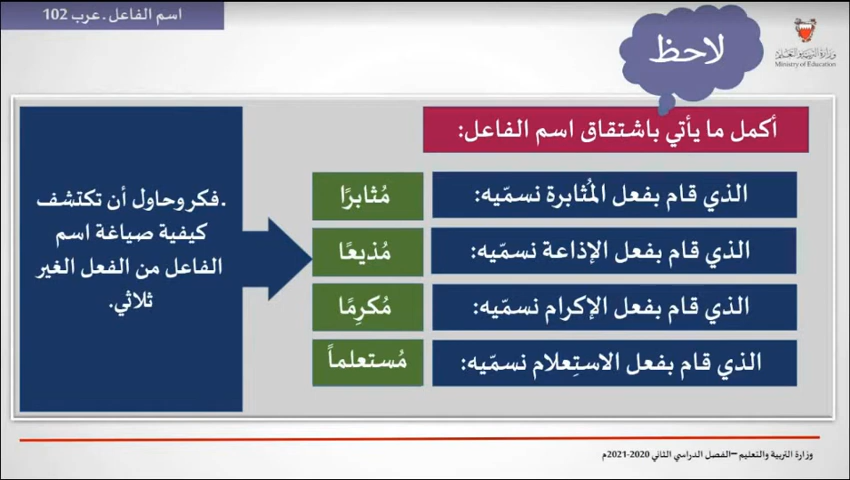 اسم الفاعل . عرب 102
وزارة التربية والتعليم
Ministry of Education
لاحظ
أكمل ما يأتي باشتقاق اسم الفاعل:
الذي قام بفعل المُثابرة نسمّيه:
مُثابرًا
الذي قام بفعل الإذاعة نسمّيه:
مُذيعًا
الذي قام بفعل الإكرام نسمّيه:
مُكرِمًا
الذي قام بفعل الاستِعلام نسمّيه:
مُستعلماً
.فكر وحاول أن تكتشف
كيفية صياغة اسم
الفاعل من الفعل الغير
ثلاثي.
وزارة التربية والتعليم –الفصل الدراسي الثاني 2020-2021م